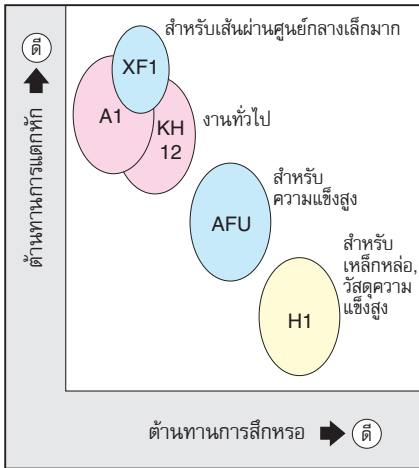 ดี
ต้านทานการแตกหัก
สำหรับเส้นผ่านศูนย์กลางเล็กมาก
XF1
A1
KH
12
งานทั่วไป
สำหรับ
ความแข็งสูง
AFU
สำหรับ
เหล็กหล่อ,
วัสดุความ
แข็งสูง
H1
ต้านทานการสึกหรอ ดี